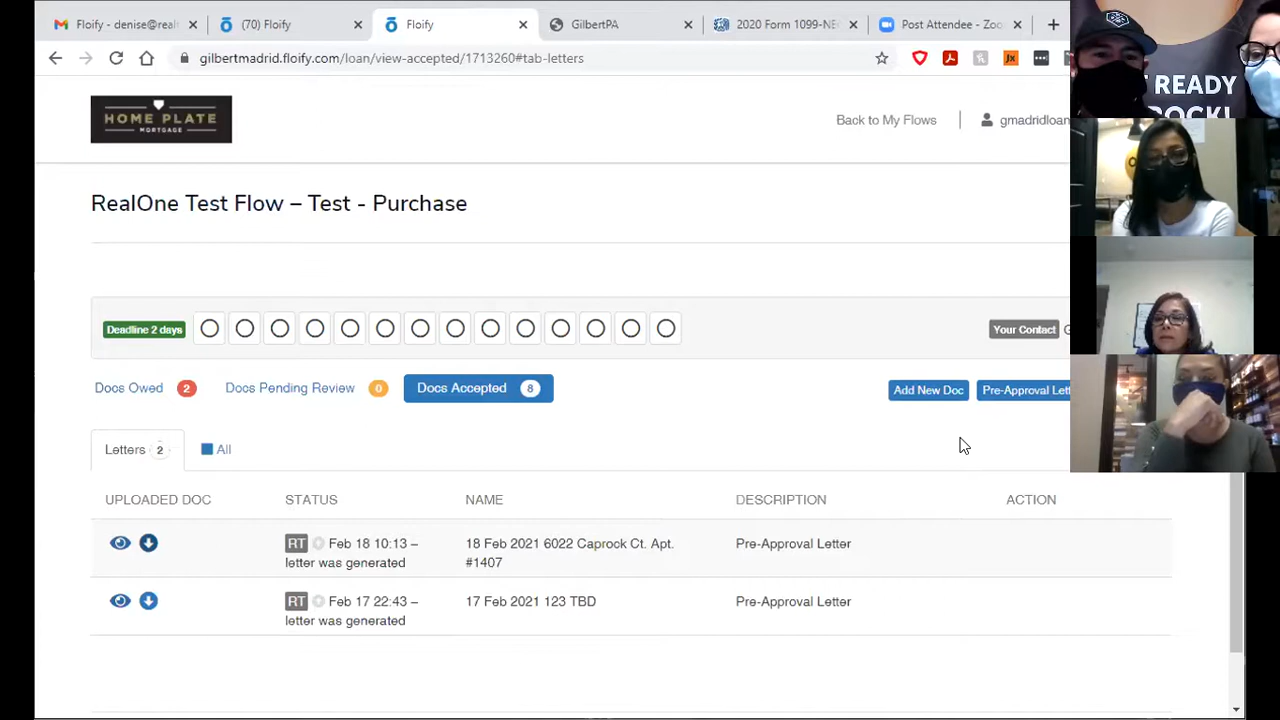 Floify - denise@real
(70) Floify
Floify
GilbertPA
2020 Form 1099-NE
Post Attendee - Zoo
gilbertmadrid.floify.com/loan/view-accepted/1713260#tab-letters
READY
HOME PLATE
MORTGAGE
Back to My Flows
gmadridloan
RealOne Test Flow – Test - Purchase
Deadline 2 days
Your Contact
Docs Owed 2
Docs Pending Review 0
Docs Accepted 8
Add New Doc
Pre-Approval Lett
Letters 2
All
UPLOADED DOC STATUS NAME DESCRIPTION ACTION
RT Feb 18 10:13 – 18 Feb 2021 6022 Caprock Ct. Apt. Pre-Approval Letter
letter was generated #1407
RT Feb 17 22:43 – 17 Feb 2021 123 TBD Pre-Approval Letter
letter was generated